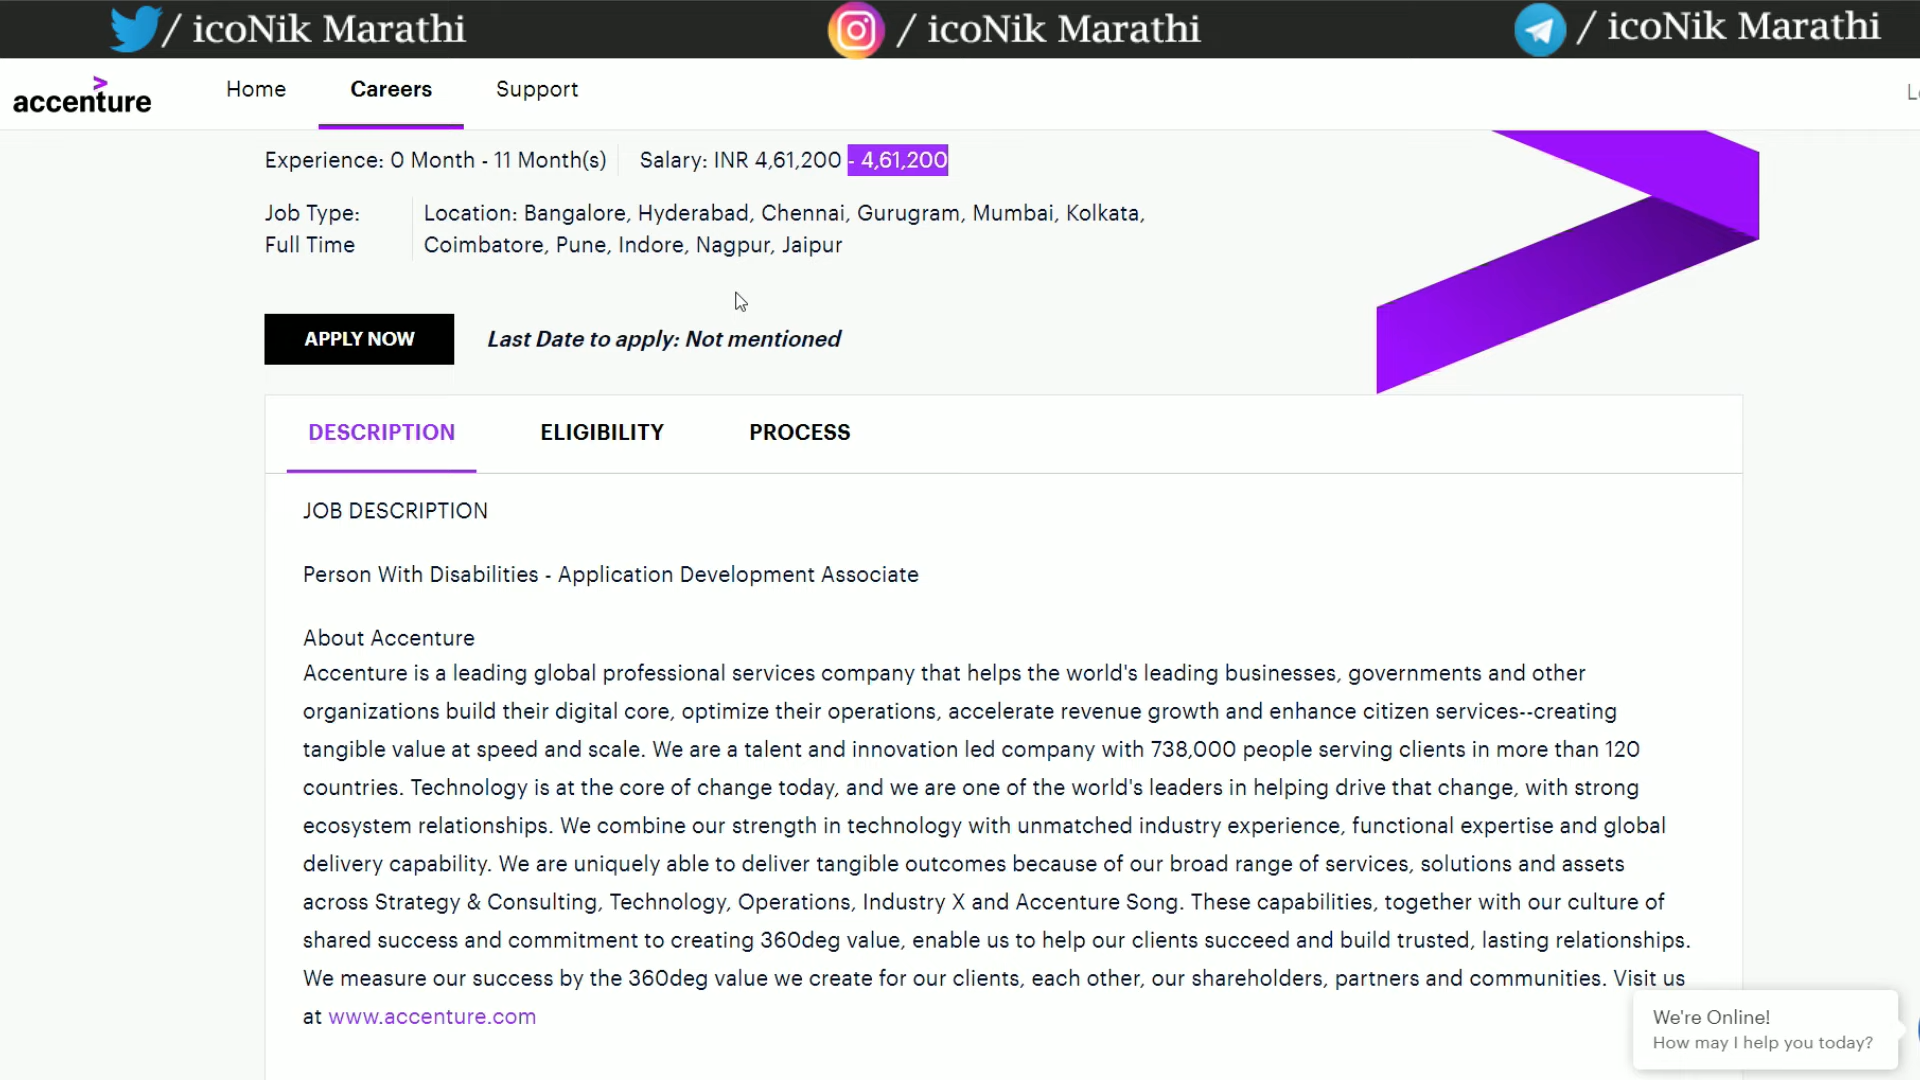 / icoNik Marathi / icoNik Marathi / icoNik Marathi
accenture
Home Careers Support
Experience: 0 Month - 11 Month(s) Salary: INR 4,61,200 - 4,61,200
Job Type:
Full Time
Location: Bangalore, Hyderabad, Chennai, Gurugram, Mumbai, Kolkata,
Coimbatore, Pune, Indore, Nagpur, Jaipur
APPLY NOW Last Date to apply: Not mentioned
DESCRIPTION ELIGIBILITY PROCESS
JOB DESCRIPTION
Person With Disabilities - Application Development Associate
About Accenture
Accenture is a leading global professional services company that helps the world's leading businesses, governments and other
organizations build their digital core, optimize their operations, accelerate revenue growth and enhance citizen services--creating
tangible value at speed and scale. We are a talent and innovation led company with 738,000 people serving clients in more than 120
countries. Technology is at the core of change today, and we are one of the world's leaders in helping drive that change, with strong
ecosystem relationships. We combine our strength in technology with unmatched industry experience, functional expertise and global
delivery capability. We are uniquely able to deliver tangible outcomes because of our broad range of services, solutions and assets
across Strategy & Consulting, Technology, Operations, Industry X and Accenture Song. These capabilities, together with our culture of
shared success and commitment to creating 360deg value, enable us to help our clients succeed and build trusted, lasting relationships.
We measure our success by the 360deg value we create for our clients, each other, our shareholders, partners and communities. Visit us
at www.accenture.com
We're Online!
How may I help you today?